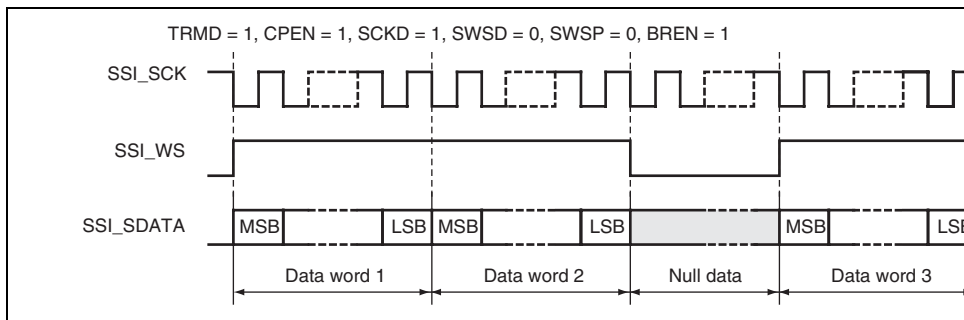 TRMD = 1, CPEN = 1, SCKD = 1, SWSD = 0, SWSP = 0, BREN = 1
SSI_SCK
SSI_WS
SSI_SDATA
MSB LSB MSB LSB MSB LSB
Data word 1 Data word 2 Null data Data word 3